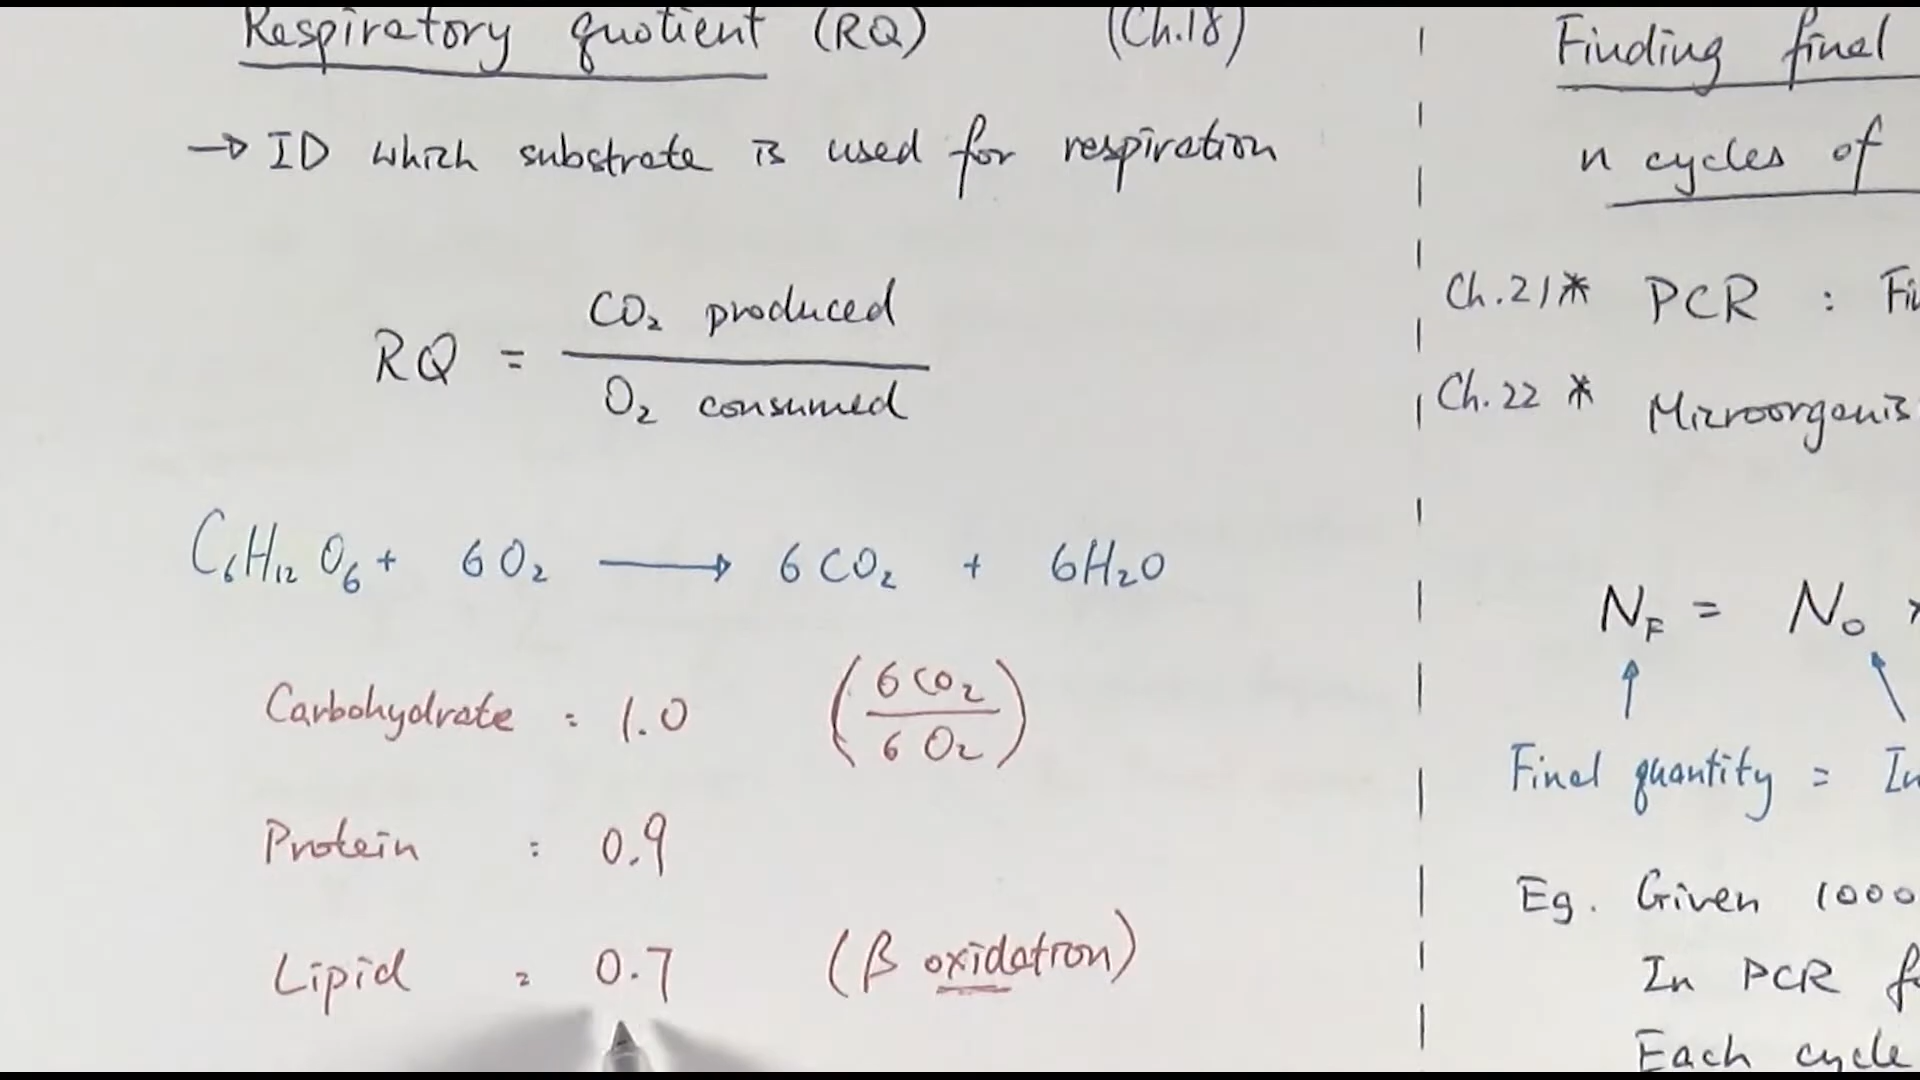 Respiratory quotient (RQ) (Ch.18)
→ ID which substrate is used for respiration
RQ = CO₂ produced
O₂ consumed
C₆H₁₂O₆ + 6O₂ → 6CO₂ + 6H₂O
Carbohydrate : 1.0 (6CO₂
6O₂)
Protein : 0.9
Lipid : 0.7 (β oxidation)
Finding final
n cycles of
Ch.21* PCR :
Ch.22 * Microorganis
N_F = N₀
Final quantity =
Eg. Given 1000
In PCR
Each cycle